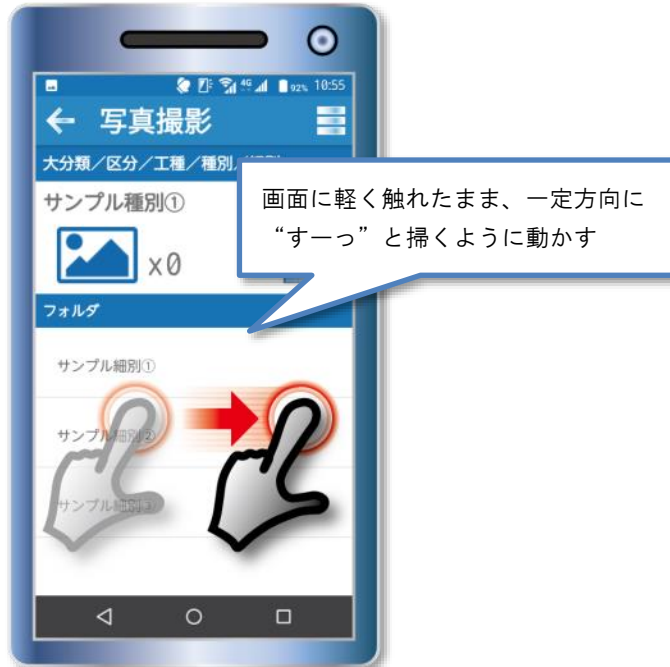 4G 92% 10:55
写真撮影
大分類／区分／工種／種別／
サンプル種別①
x0
画面に軽く触れたまま、一定方向に
“すーっ”と掃くように動かす
フォルダ
サンプル細別①
サンプル細別②
サンプル細別③